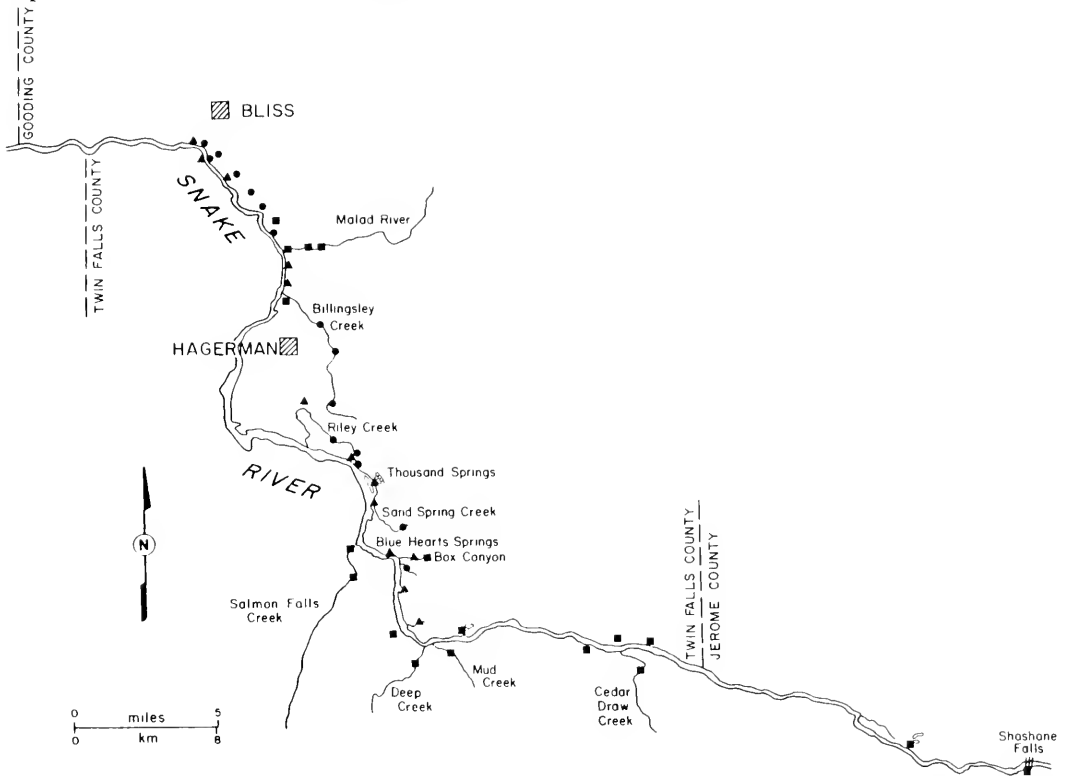 GOODING COUNTY
BLISS
TWIN FALLS COUNTY
SNAKE
Malad River
Billingsley
Creek
HAGERMAN
Riley Creek
RIVER
Thousand Springs
Sand Spring Creek
N
Blue Hearts Springs
Box Canyon
TWIN FALLS COUNTY
JEROME COUNTY
Salmon Falls
Creek
Mud
Creek
Deep
Creek
Cedar
Draw
Creek
0 miles 5
0 km 8
Shoshone
Falls